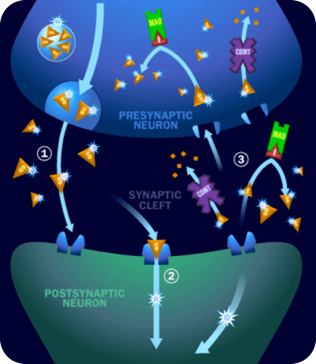 MAO
COMT
S
S
PRESYNAPTIC
NEURON
1
S
S
S
S
3
MAO
SYNAPTIC
CLEFT
COMT
S
S
2
POSTSYNAPTIC
NEURON